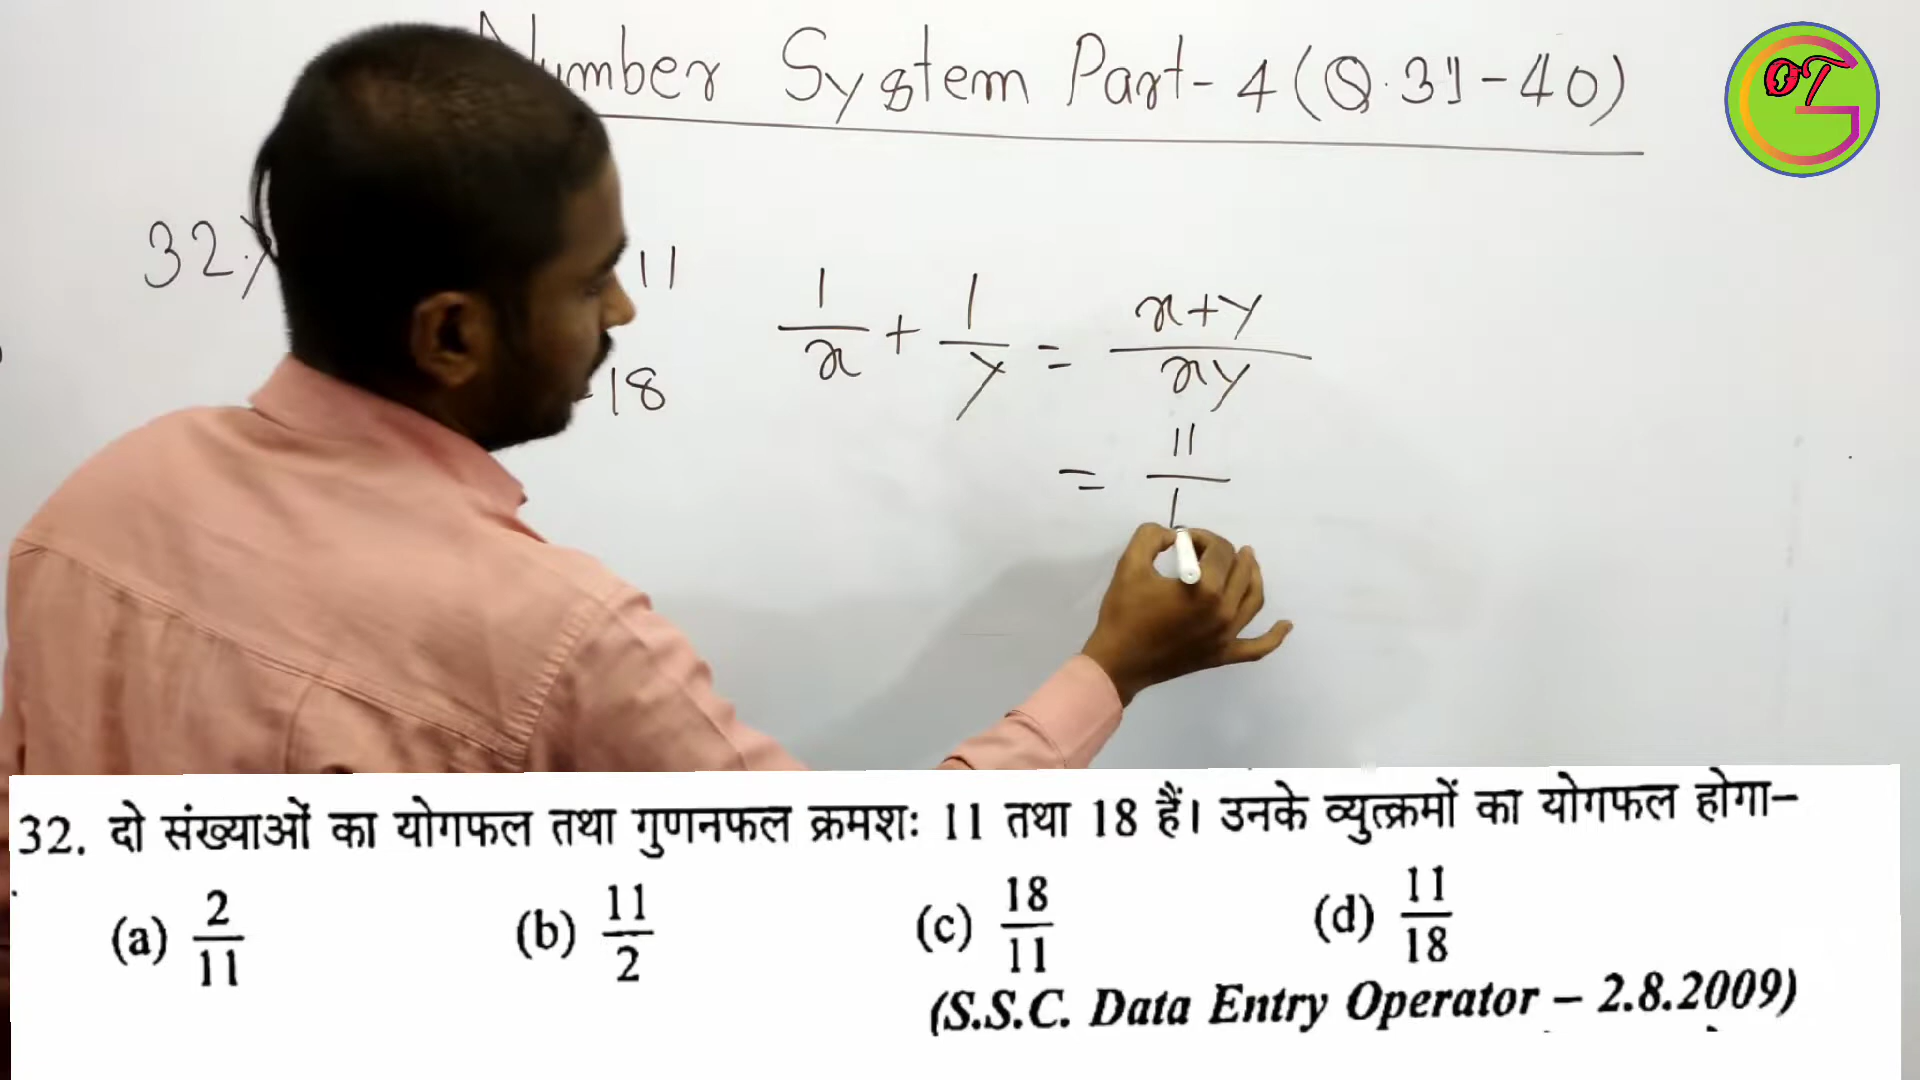 Number System Part-4 (Q.31-40)
OTG
32.) 11
18
1/x + 1/y = x+y/xy
= 11/1
32. दो संख्याओं का योगफल तथा गुणनफल क्रमशः 11 तथा 18 हैं। उनके व्युत्क्रमों का योगफल होगा–
(a) 2/11 (b) 11/2 (c) 18/11 (d) 11/18
(S.S.C. Data Entry Operator – 2.8.2009)